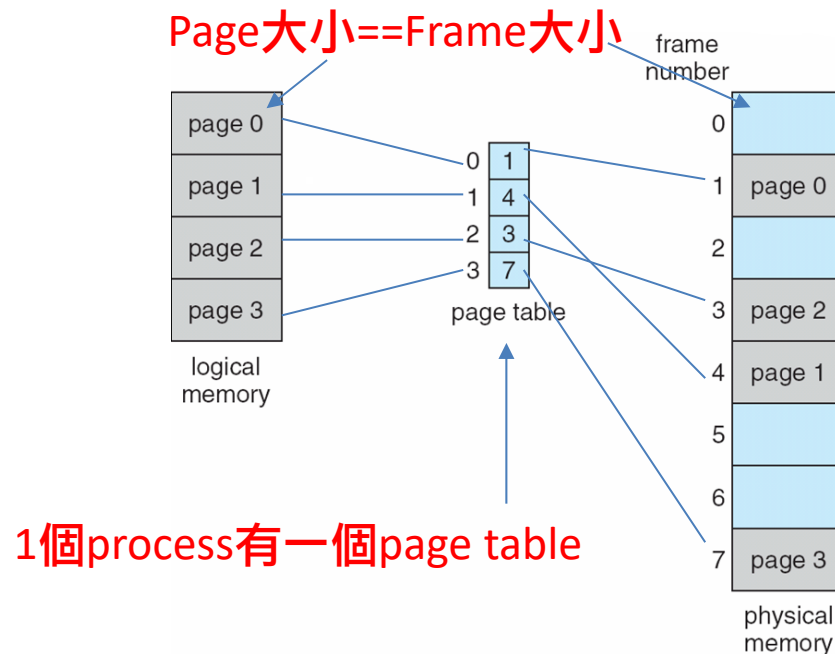 Page大小==Frame大小
frame
number
page 0
page 1
page 2
page 3
logical
memory
0 1
1 4
2 3
3 7
page table
0
1 page 0
2
3 page 2
4 page 1
5
6
7 page 3
physical
memory
1個process有一個page table